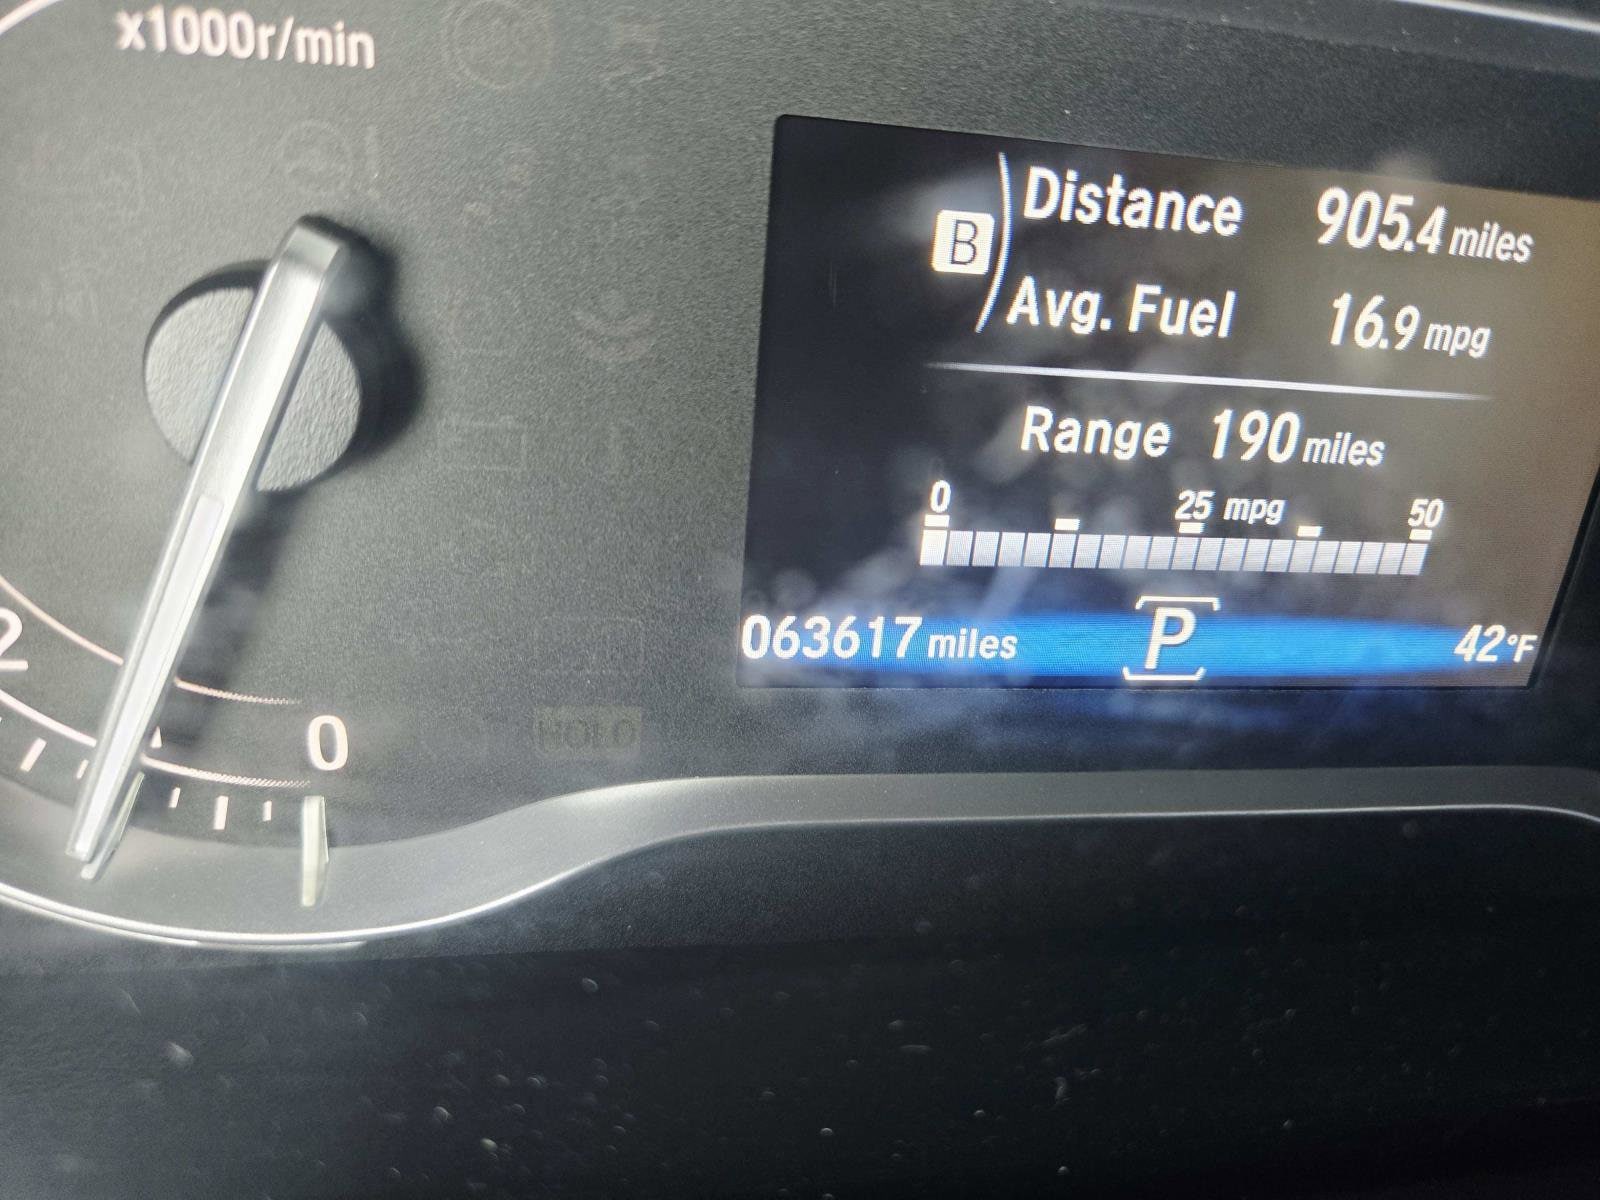 x1000r/min
B
Distance 905.4 miles
Avg. Fuel 16.9 mpg
Range 190 miles
0 25 mpg 50
063617 miles P 42°F
2
0
HOLD